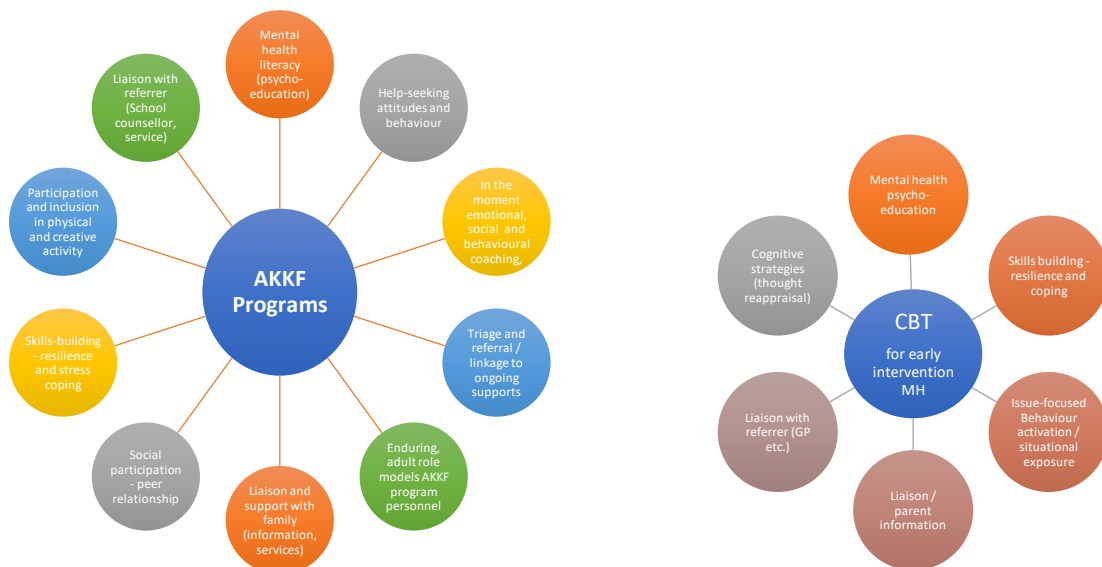 Mental
health
literacy
(psycho-
education)
Help-seeking
attitudes and
behaviour
In the
moment
emotional,
social and
behavioural
coaching,
Triage and
referral /
linkage to
ongoing
supports
Enduring,
adult role
models AKKF
program
personnel
Liaison and
support with
family
(information,
services)
Social
participation
- peer
relationship
Skills-building
- resilience
and stress
coping
Participation
and inclusion
in physical
and creative
activity
Liaison with
referrer
(School
counsellor,
service)
AKKF
Programs
Mental health
psycho-
education
Skills building -
resilience and
coping
Issue-focused
Behaviour
activation /
situational
exposure
Liaison /
parent
information
Liaison with
referrer (GP
etc.)
Cognitive
strategies
(thought
reappraisal)
CBT
for early
intervention
MH